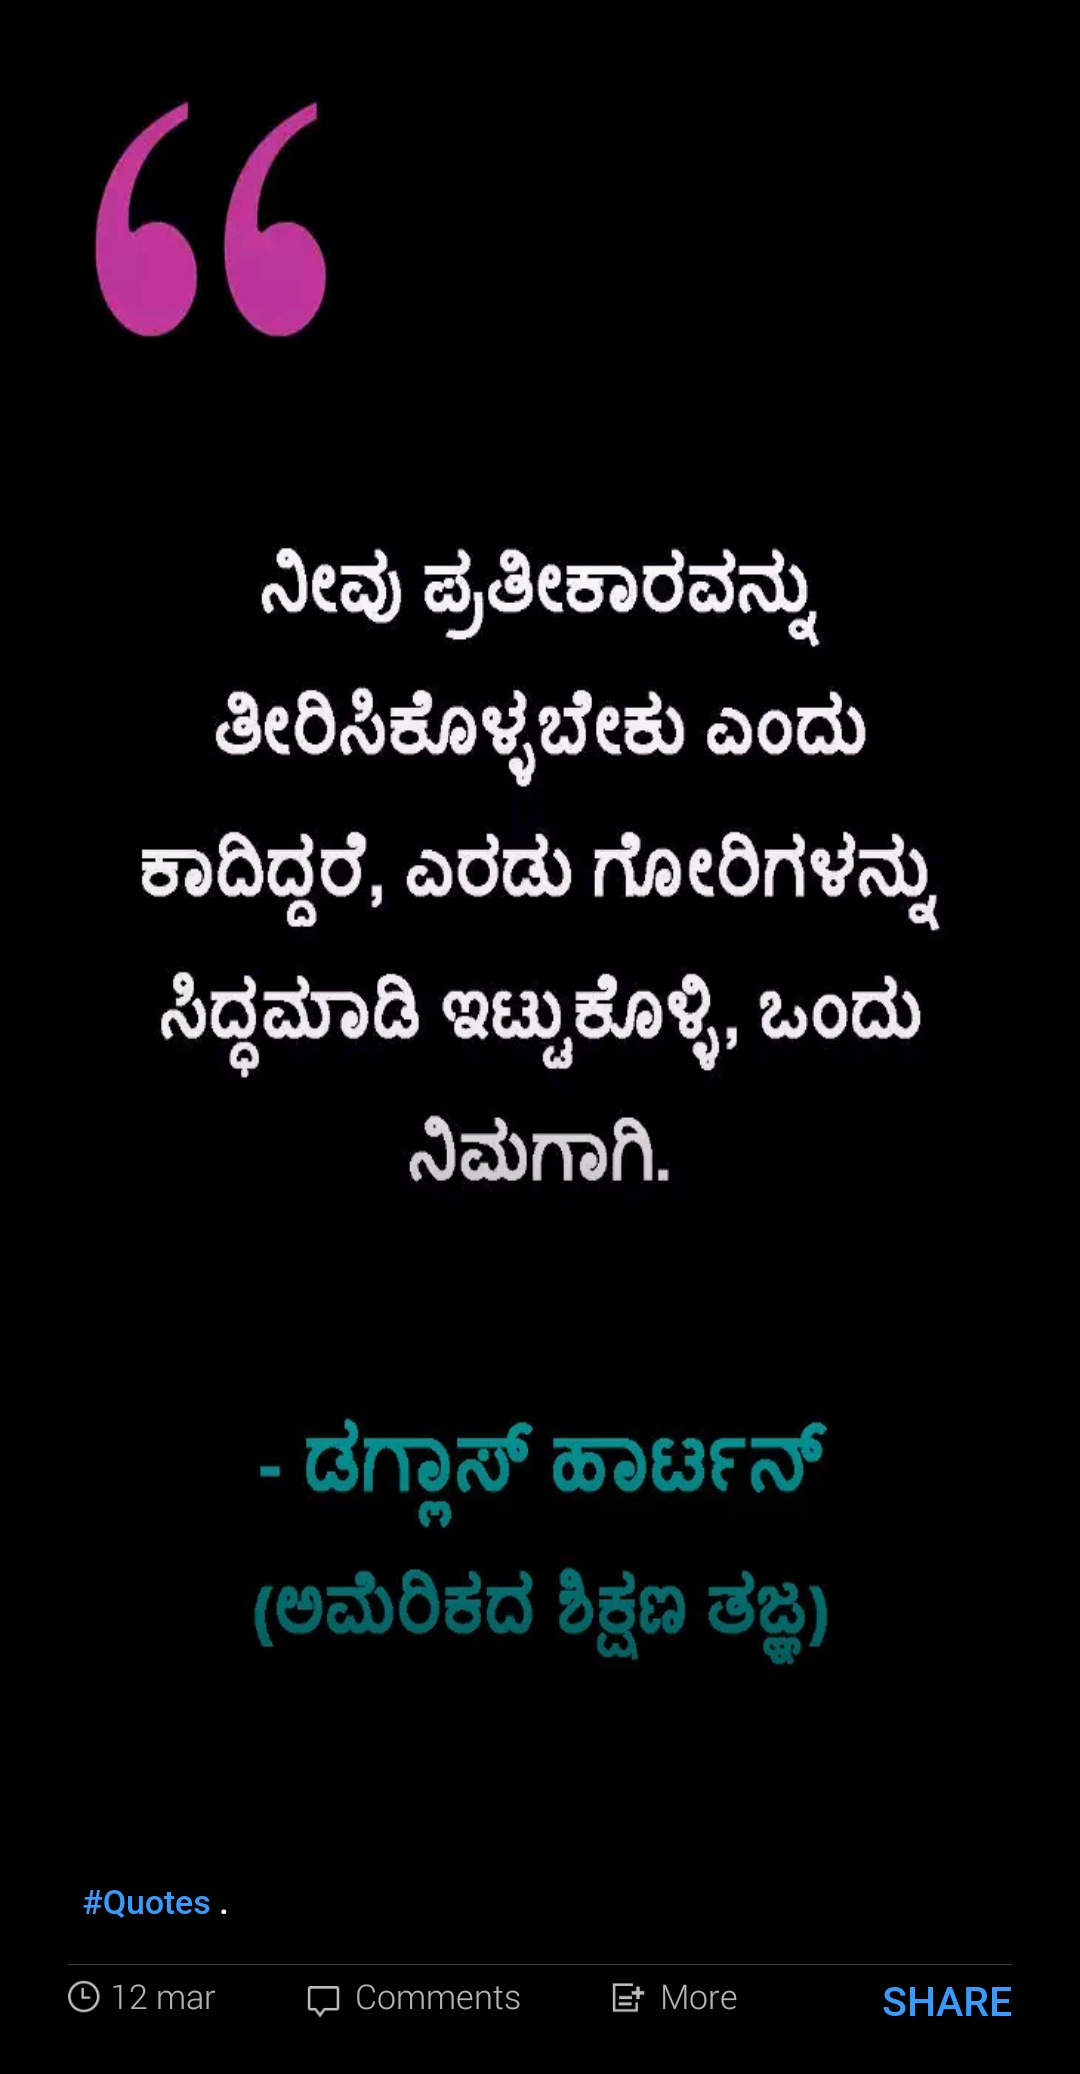 “
ನೀವು ಪ್ರತೀಕಾರವನ್ನು
ತೀರಿಸಿಕೊಳ್ಳಬೇಕು ಎಂದು
ಕಾದಿದ್ದರೆ, ಎರಡು ಗೋರಿಗಳನ್ನು
ಸಿದ್ಧಮಾಡಿ ಇಟ್ಟುಕೊಳ್ಳಿ, ಒಂದು
ನಿಮಗಾಗಿ.
- ಡಗ್ಲಾಸ್ ಹಾರ್ಟನ್
(ಅಮೆರಿಕದ ಶಿಕ್ಷಣ ತಜ್ಞ)
#Quotes .
12 mar Comments More SHARE